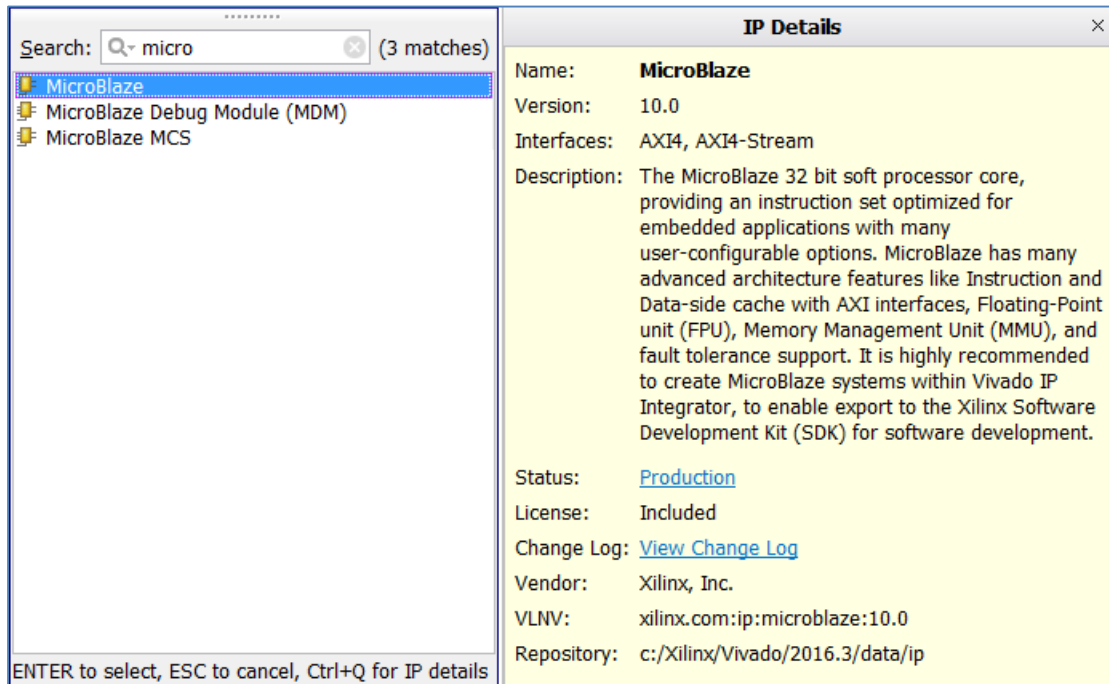 Search: micro (3 matches)
MicroBlaze
MicroBlaze Debug Module (MDM)
MicroBlaze MCS
ENTER to select, ESC to cancel, Ctrl+Q for IP details
IP Details
Name: MicroBlaze
Version: 10.0
Interfaces: AXI4, AXI4-Stream
Description: The MicroBlaze 32 bit soft processor core,
providing an instruction set optimized for
embedded applications with many
user-configurable options. MicroBlaze has many
advanced architecture features like Instruction and
Data-side cache with AXI interfaces, Floating-Point
unit (FPU), Memory Management Unit (MMU), and
fault tolerance support. It is highly recommended
to create MicroBlaze systems within Vivado IP
Integrator, to enable export to the Xilinx Software
Development Kit (SDK) for software development.
Status: Production
License: Included
Change Log: View Change Log
Vendor: Xilinx, Inc.
VLNV: xilinx.com:ip:microblaze:10.0
Repository: c:/Xilinx/Vivado/2016.3/data/ip